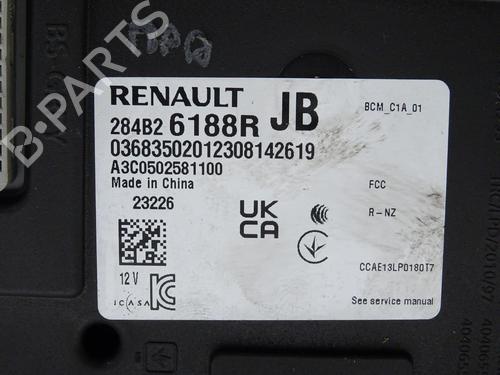 RENAULT JB
BCM_C1A_01
284B2 6188R
03683502012308142619
A3C0502581100
Made in China
FCC
23226
UK
CA
R-NZ
CCAE13LP0180T7
12 V
ICASA
See service manual